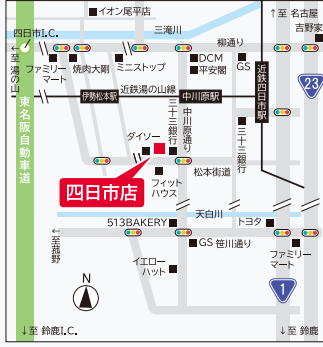 イオン尾平店
↑至 名古屋
四日市I.C.
三滝川
柳通り
吉野家
←至 湯の山
ファミリーマート
焼肉大剛
ミニストップ
DCM
平安閣
GS
近鉄四日市駅
23
近鉄湯の山線
伊勢松本駅
中川原駅
東名阪自動車道
ダイソー
三十三銀行
中川原通り
三十三銀行
松本街道
フィットハウス
四日市店
天白川
513BAKERY
トヨタ
←至菰野
GS
笹川通り
ファミリーマート
イエローハット
N
1
↓至 鈴鹿I.C.
↓至 鈴鹿